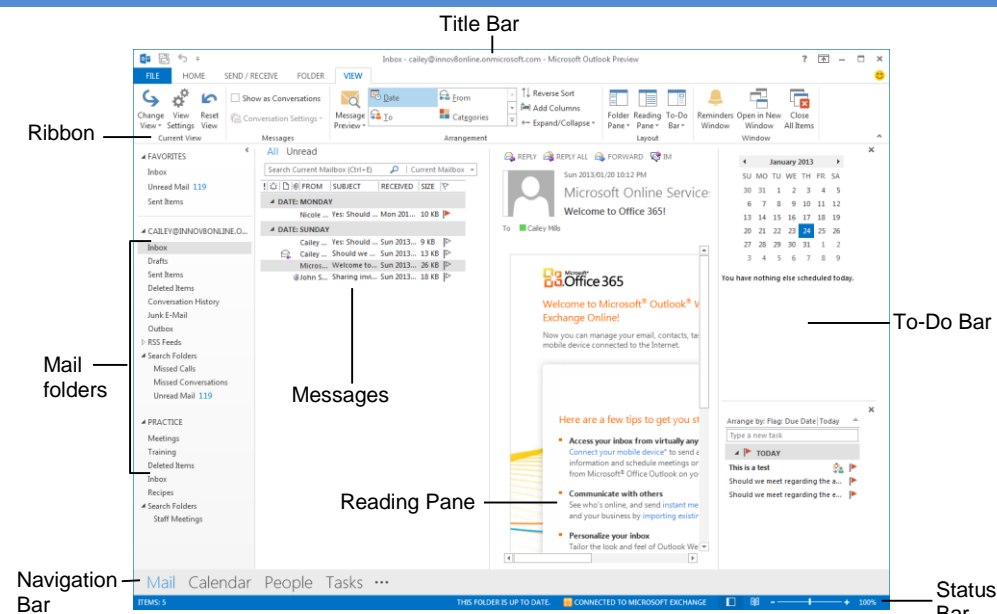 Title Bar
Inbox - cailey@innov8online.onmicrosoft.com - Microsoft Outlook Preview
FILE HOME SEND / RECEIVE FOLDER VIEW
Change View View Settings Reset View
Current View
Show as Conversations
Conversation Settings
Messages
Message Preview
Date From
To Categories
Reverse Sort
Add Columns
Expand/Collapse
Arrangement
Folder Pane Reading Pane To-Do Bar
Layout
Reminders Window Open in New Window Close All Items
Window
Ribbon
FAVORITES
Inbox
Unread Mail 119
Sent Items
CAILEY@INNOV8ONLINE.O...
Inbox
Drafts
Sent Items
Deleted Items
Conversation History
Junk E-Mail
Outbox
RSS Feeds
Search Folders
Missed Calls
Missed Conversations
Unread Mail 119
PRACTICE
Meetings
Training
Deleted Items
Inbox
Recipes
Search Folders
Staff Meetings
Mail
folders
All Unread
Search Current Mailbox (Ctrl+E) Current Mailbox
FROM SUBJECT RECEIVED SIZE
DATE: MONDAY
Nicole ... Yes: Should ... Mon 201... 10 KB
DATE: SUNDAY
Cailey ... Yes: Should ... Sun 2013... 9 KB
Cailey ... Should we ... Sun 2013... 13 KB
Micros... Welcome to... Sun 2013... 26 KB
John S... Sharing invi... Sun 2013... 18 KB
Messages
REPLY REPLY ALL FORWARD IM
Sun 2013/01/20 10:12 PM
Microsoft Online Service
Welcome to Office 365!
To Cailey Mills
Microsoft
Office 365
Welcome to Microsoft® Outlook® W
Exchange Online!
Now you can manage your email, contacts, ta
mobile device connected to the Internet.
Here are a few tips to get you st
Access your inbox from virtually any
Connect your mobile device* to send a
information and schedule meetings or
from Microsoft® Office Outlook on yo
Communicate with others
See who's online, and send instant me
and your business by importing existin
Personalize your inbox
Tailor the look and feel of Outlook We
Reading Pane
January 2013
SU MO TU WE TH FR SA
30 31 1 2 3 4 5
6 7 8 9 10 11 12
13 14 15 16 17 18 19
20 21 22 23 24 25 26
27 28 29 30 31 1 2
3 4 5 6 7 8 9
You have nothing else scheduled today.
To-Do Bar
Arrange by: Flag: Due Date Today
Type a new task
TODAY
This is a test
Should we meet regarding the a...
Should we meet regarding the e...
Navigation
Bar
Mail Calendar People Tasks ...
ITEMS: 5 THIS FOLDER IS UP TO DATE. CONNECTED TO MICROSOFT EXCHANGE 100%
Status
Bar